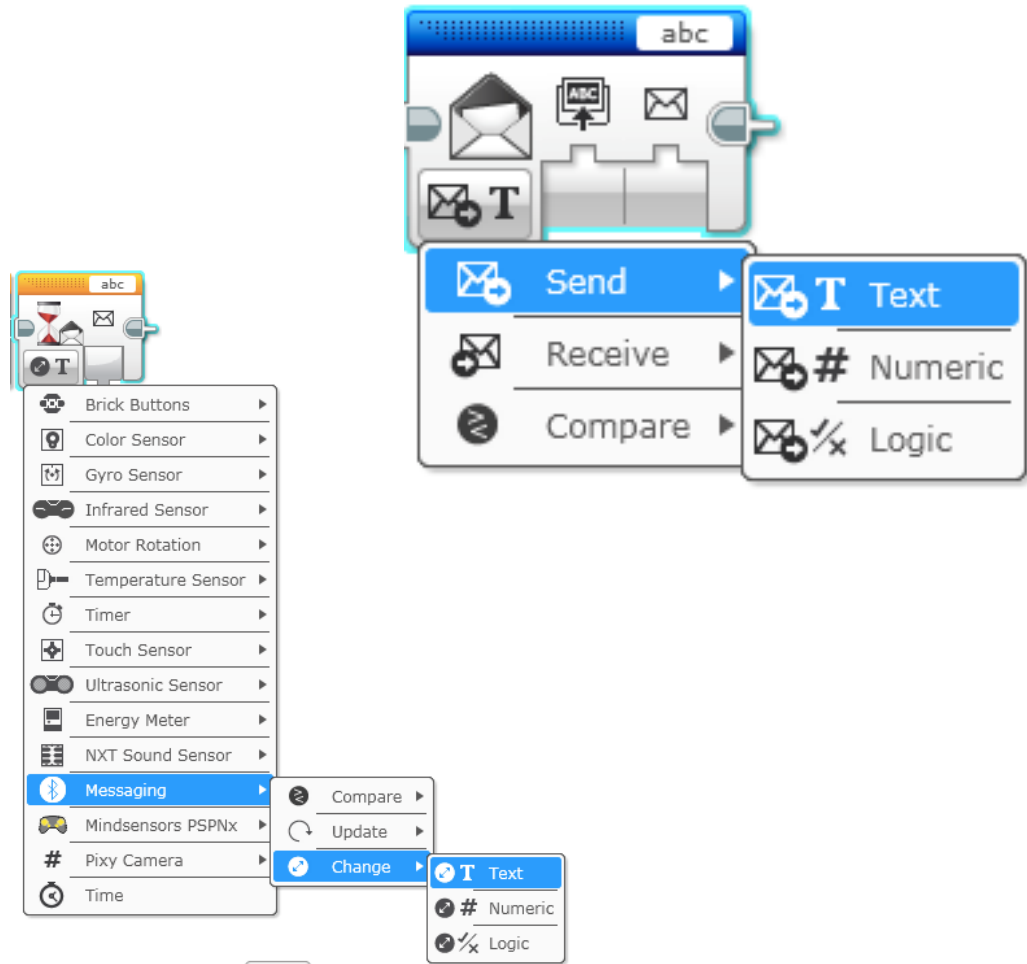 abc
ABC
T
Send
Receive
Compare
T Text
# Numeric
Logic
abc
T
Brick Buttons
Color Sensor
Gyro Sensor
Infrared Sensor
Motor Rotation
Temperature Sensor
Timer
Touch Sensor
Ultrasonic Sensor
Energy Meter
NXT Sound Sensor
Messaging
Mindsensors PSPNx
# Pixy Camera
Time
Compare
Update
Change
T Text
# Numeric
Logic